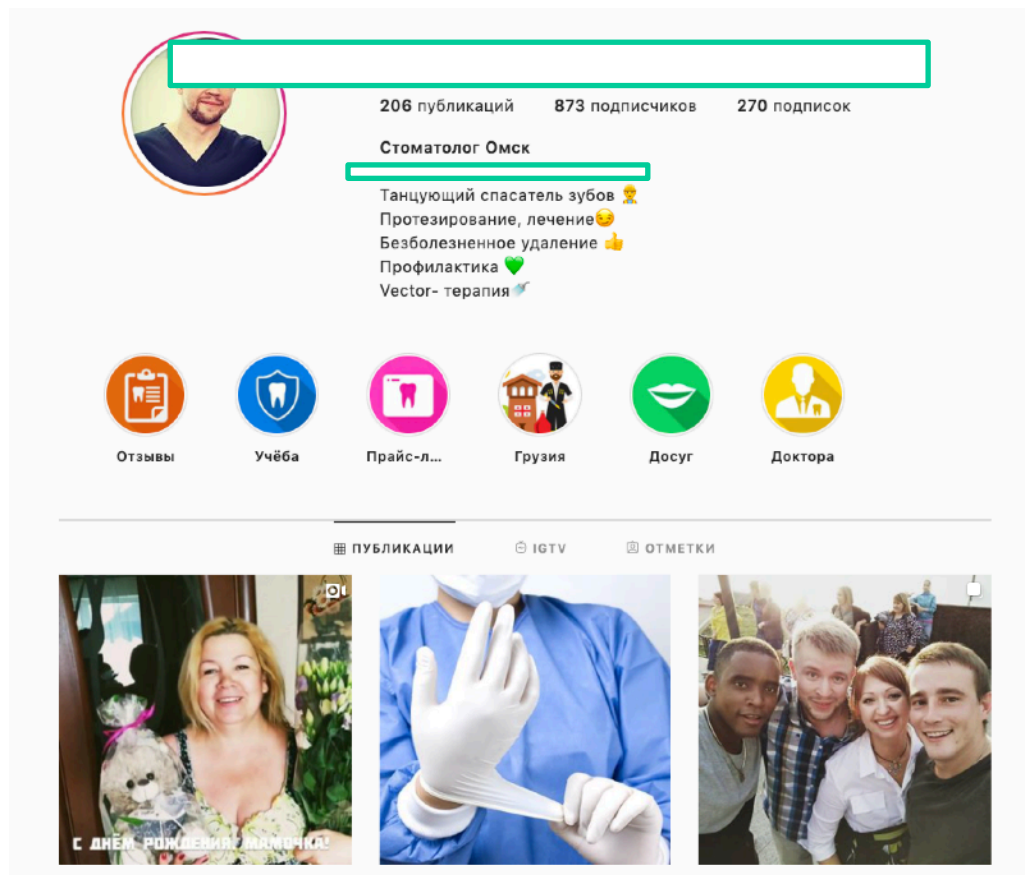 206 публикаций 873 подписчиков 270 подписок
Стоматолог Омск
Танцующий спасатель зубов 👷
Протезирование, лечение😏
Безболезненное удаление 👍
Профилактика 💚
Vector- терапия🚿
Отзывы Учёба Прайс-л... Грузия Досуг Доктора
ПУБЛИКАЦИИ IGTV ОТМЕТКИ
С ДНЁМ РОЖДЕНИЯ, МАМОЧКА!